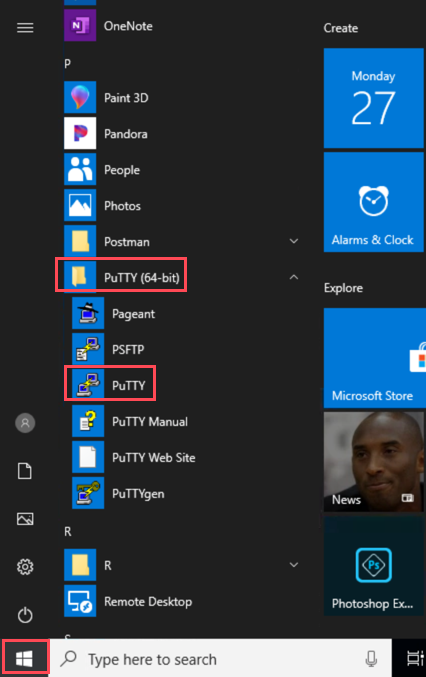 OneNote
P
Paint 3D
Pandora
People
Photos
Postman
PuTTY (64-bit)
Pageant
PSFTP
PuTTY
PuTTY Manual
PuTTY Web Site
PuTTYgen
R
R
Remote Desktop
Create
Monday
27
Alarms & Clock
Explore
Microsoft Store
News
Ps
Photoshop Ex...
Type here to search